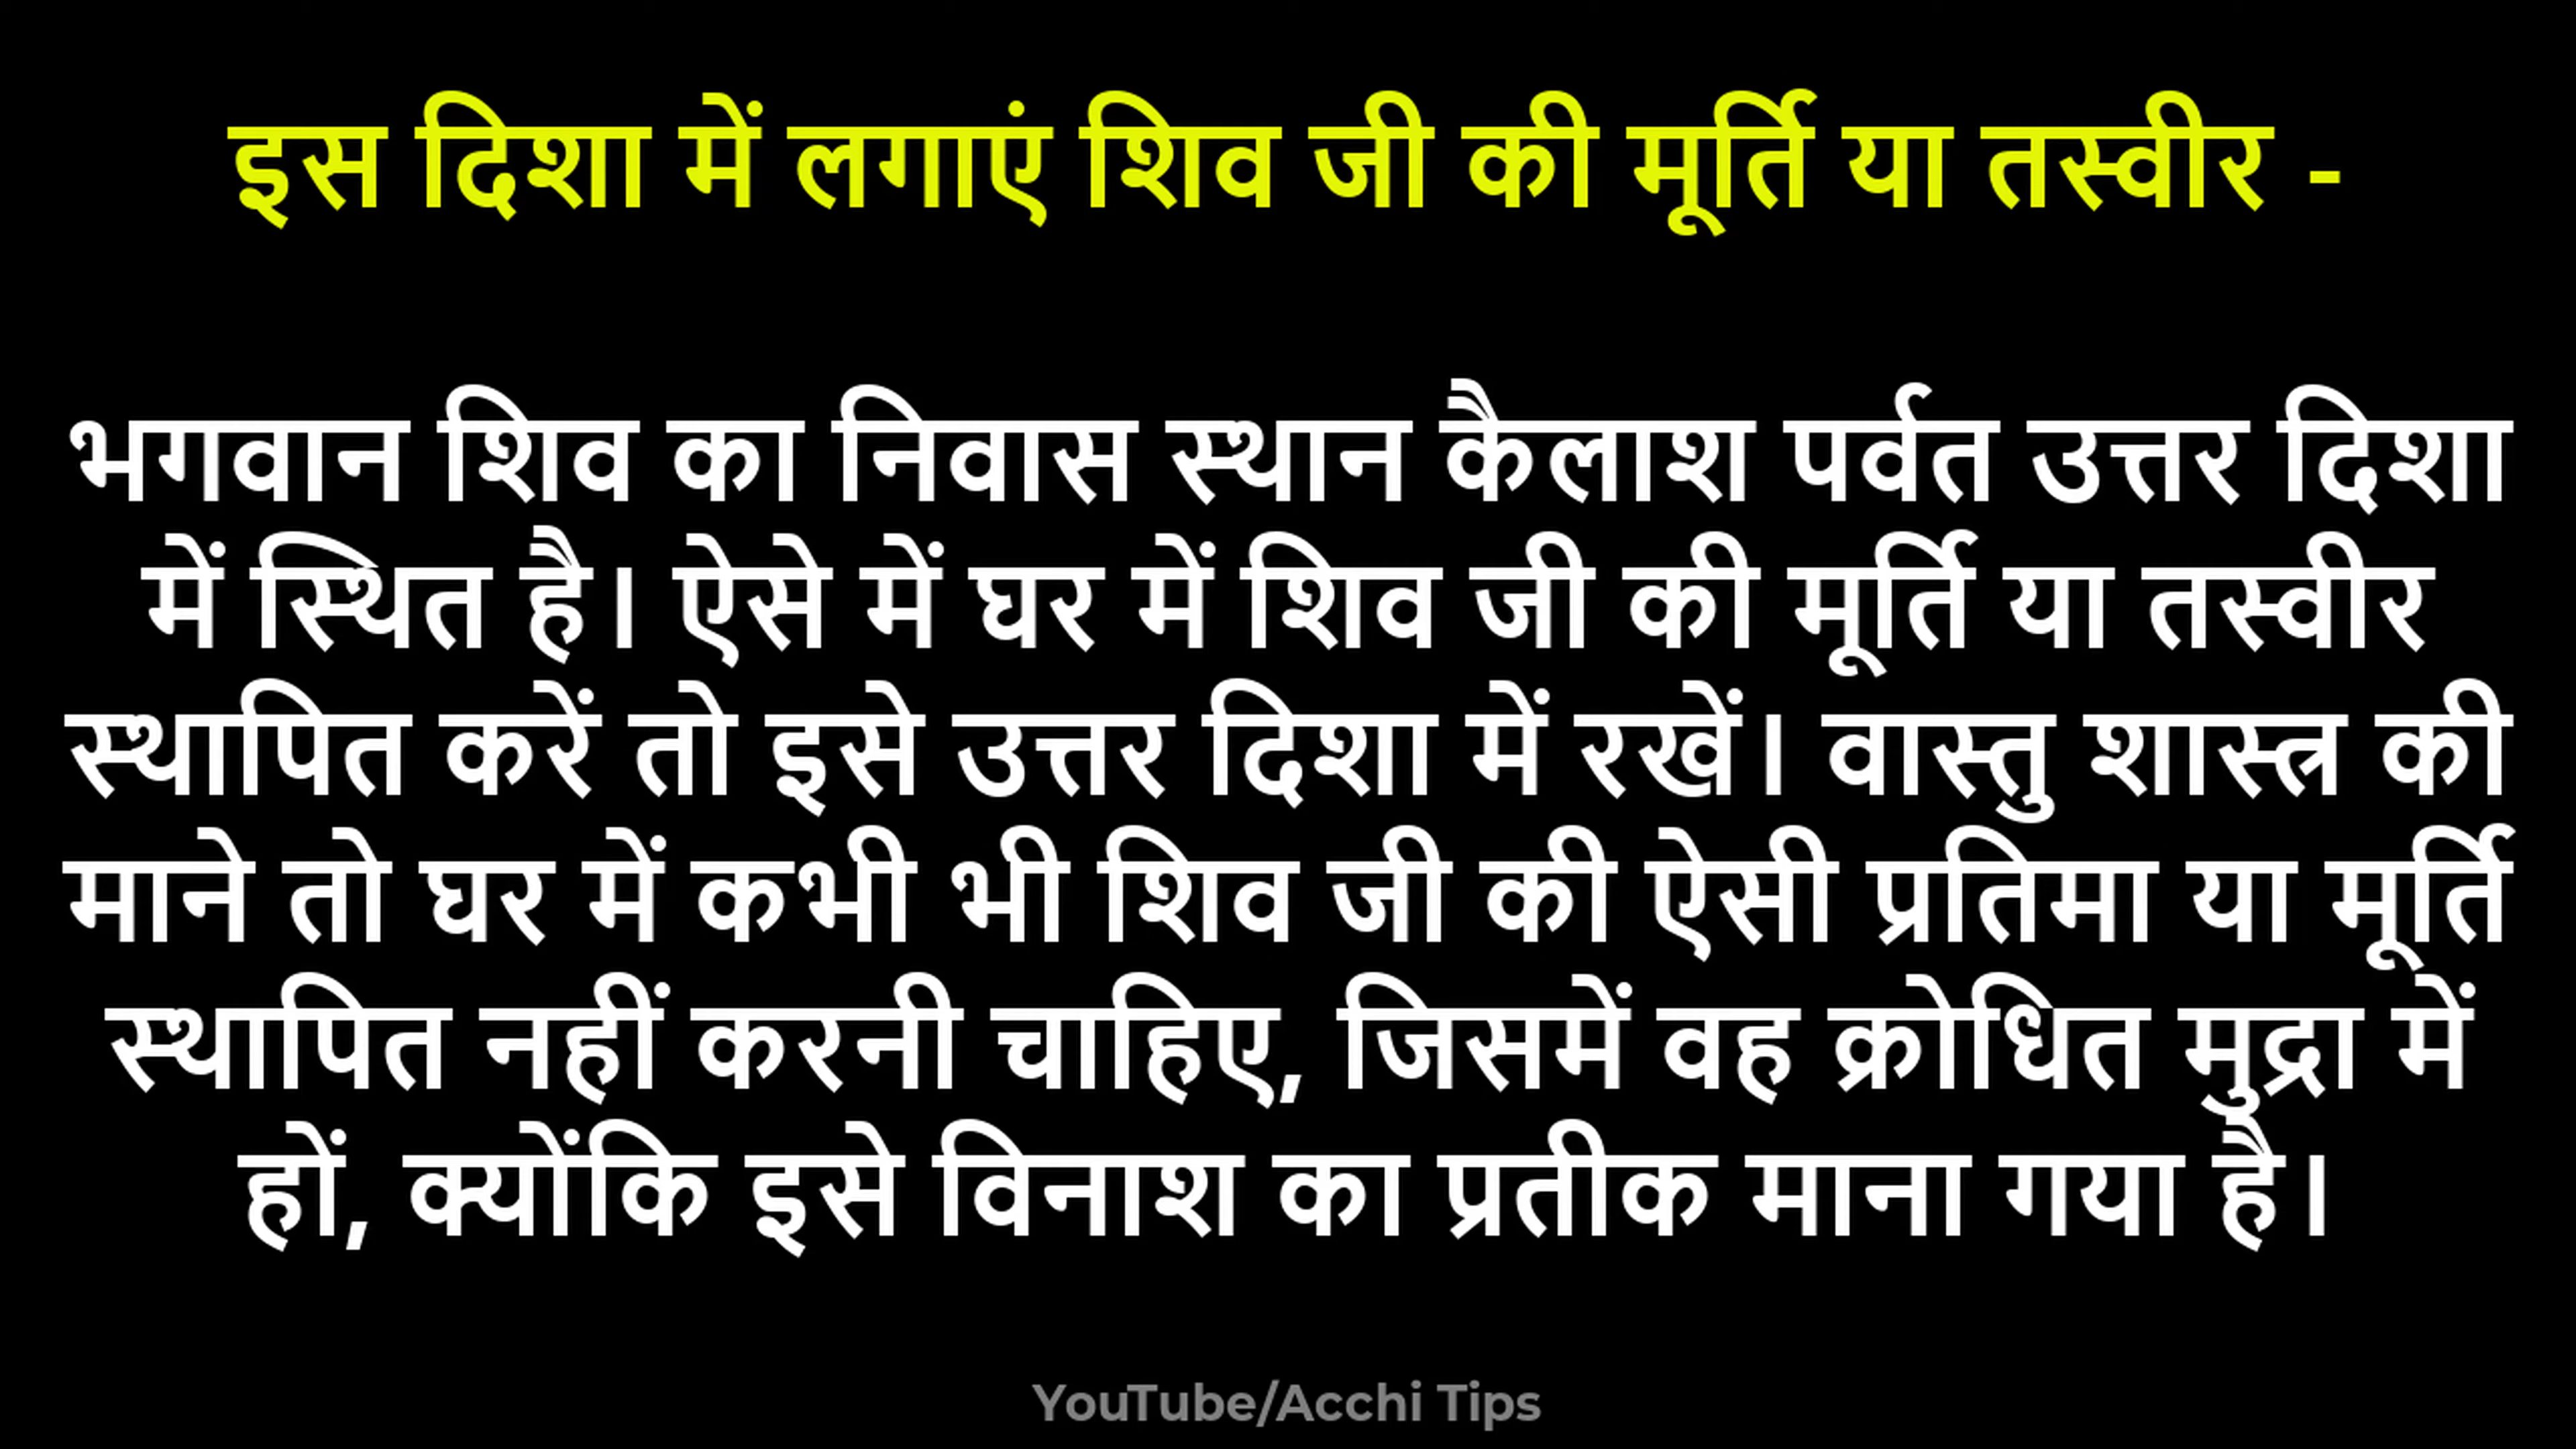 इस दिशा में लगाएं शिव जी की मूर्ति या तस्वीर -
भगवान शिव का निवास स्थान कैलाश पर्वत उत्तर दिशा
में स्थित है। ऐसे में घर में शिव जी की मूर्ति या तस्वीर
स्थापित करें तो इसे उत्तर दिशा में रखें। वास्तु शास्त्र की
माने तो घर में कभी भी शिव जी की ऐसी प्रतिमा या मूर्ति
स्थापित नहीं करनी चाहिए, जिसमें वह क्रोधित मुद्रा में
हों, क्योंकि इसे विनाश का प्रतीक माना गया है।
YouTube/Acchi Tips